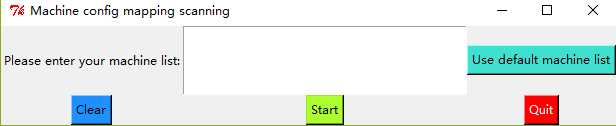 Machine config mapping scanning
Please enter your machine list:
Use default machine list
Clear
Start
Quit